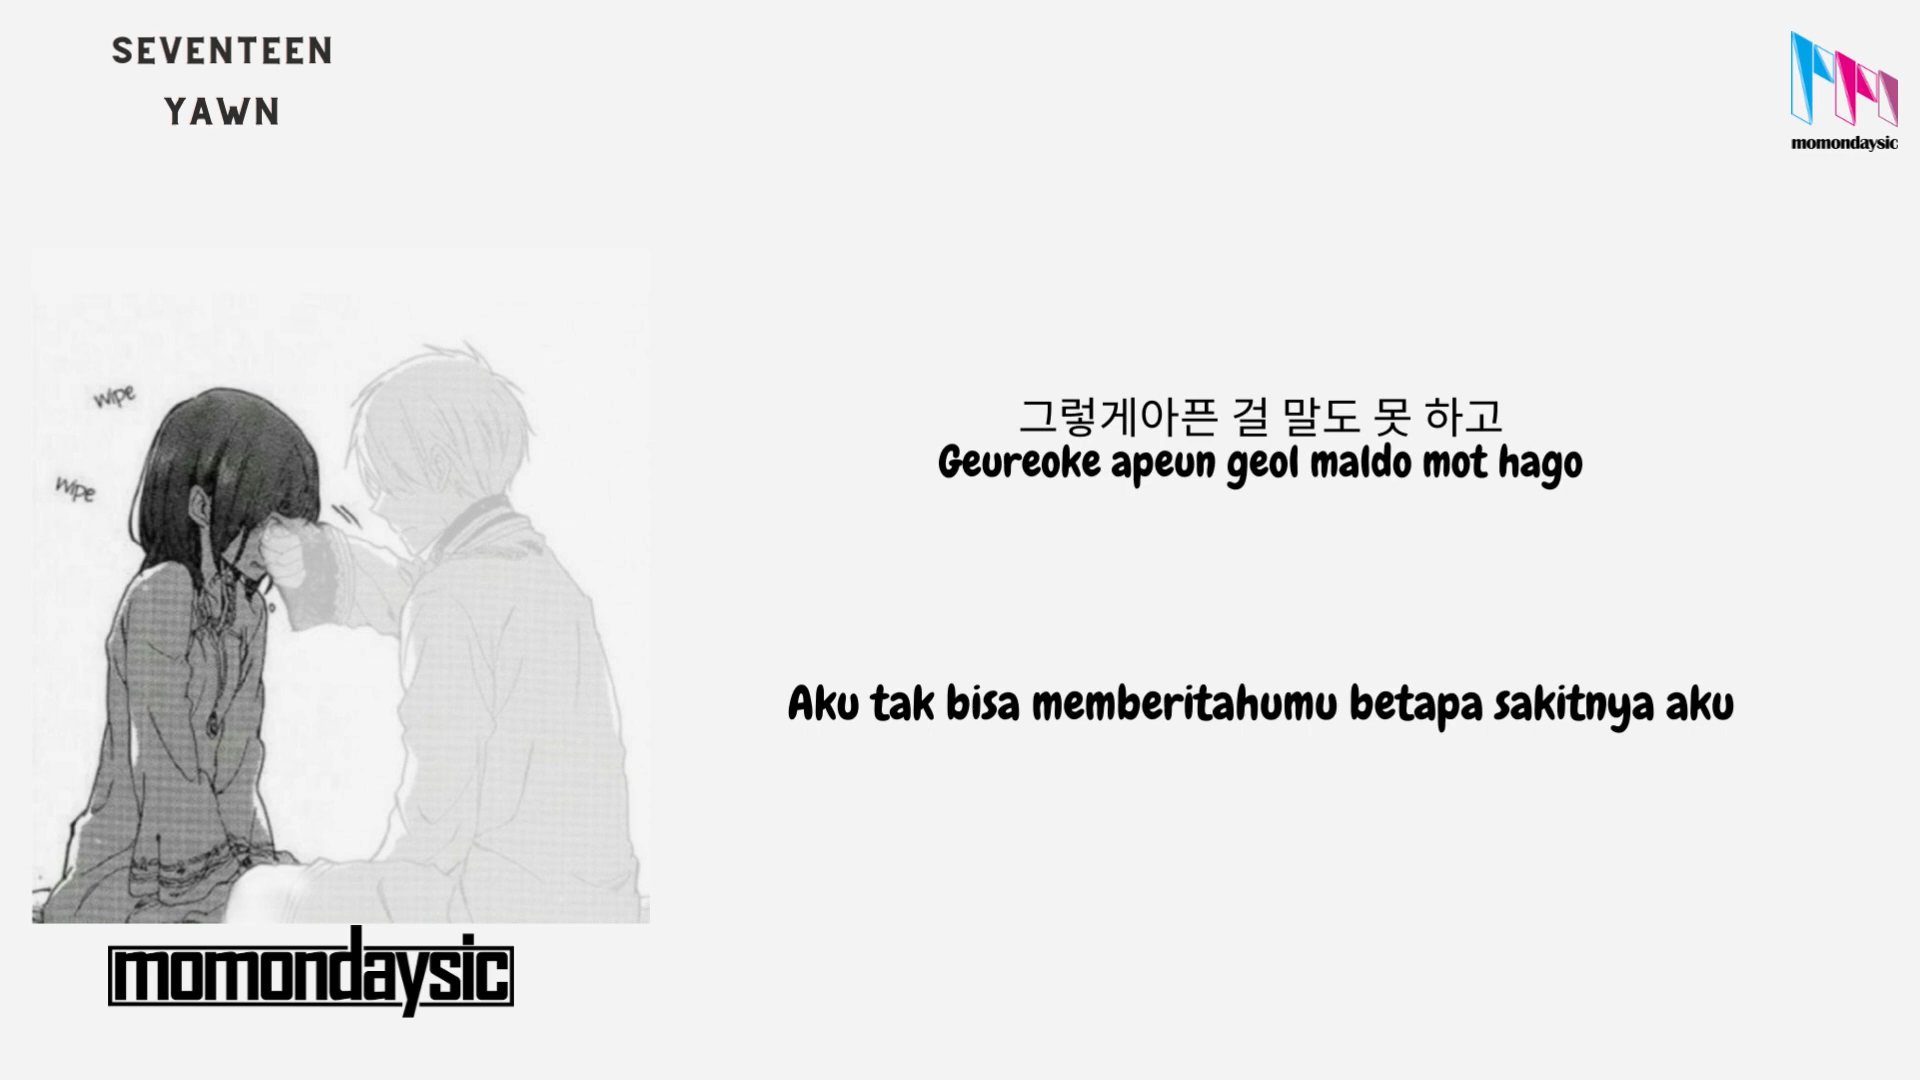 SEVENTEEN
YAWN
momondaysic
wipe
wipe
그렇게아픈 걸 말도 못 하고
Geureoke apeun geol maldo mot hago
Aku tak bisa memberitahumu betapa sakitnya aku
momondaysic